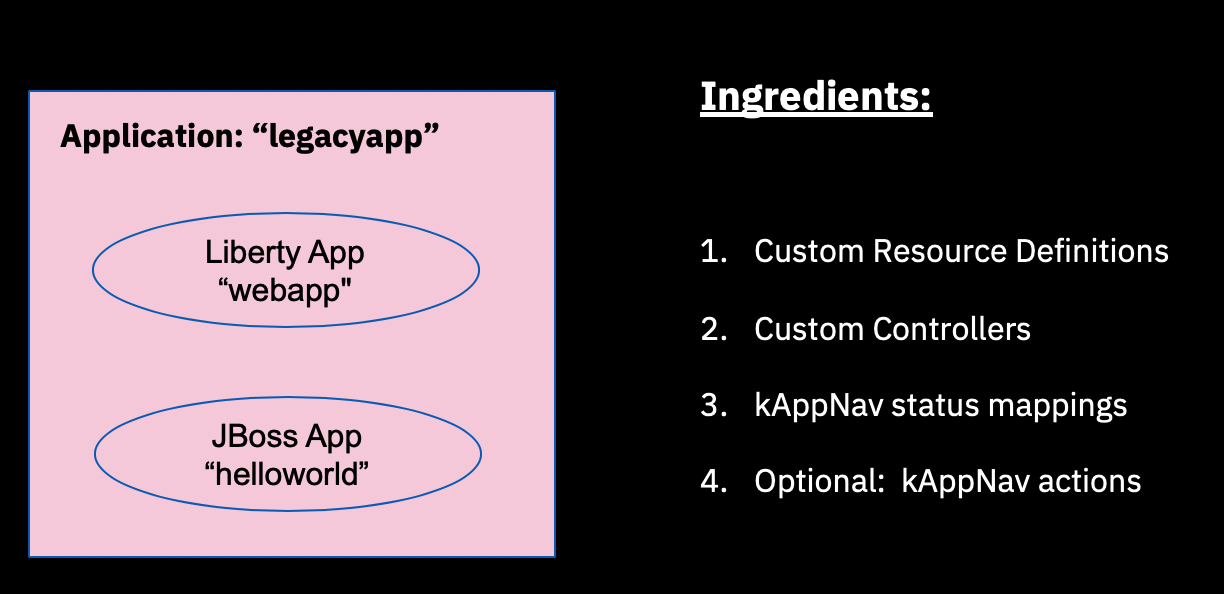 Application: “legacyapp”
Liberty App
“webapp"
JBoss App
“helloworld”
Ingredients:
1. Custom Resource Definitions
2. Custom Controllers
3. kAppNav status mappings
4. Optional:  kAppNav actions